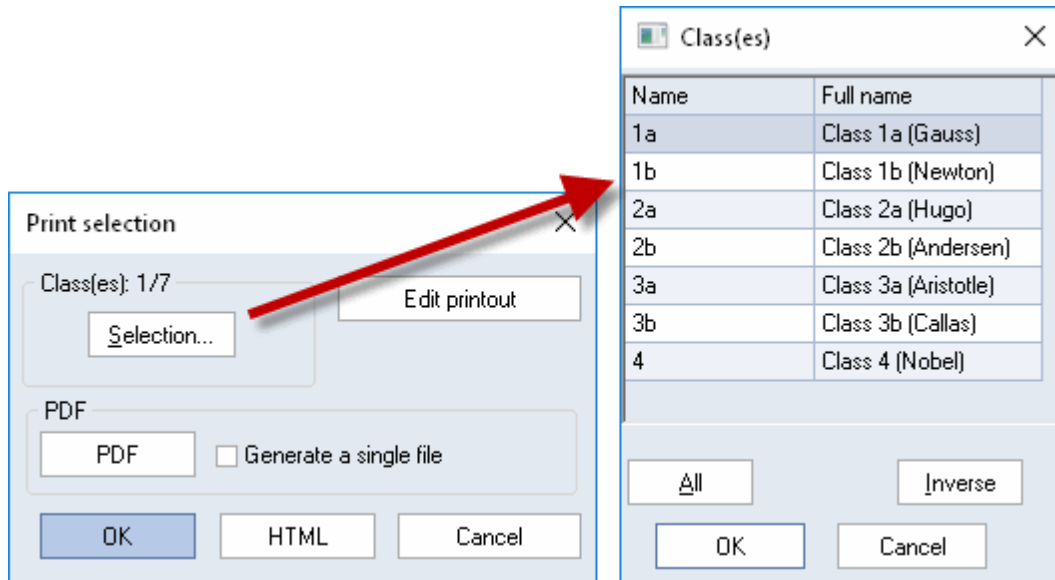 Print selection
Class(es): 1/7
Selection...
Edit printout
PDF
PDF Generate a single file
OK HTML Cancel
Class(es)
Name Full name
1a Class 1a (Gauss)
1b Class 1b (Newton)
2a Class 2a (Hugo)
2b Class 2b (Andersen)
3a Class 3a (Aristotle)
3b Class 3b (Callas)
4 Class 4 (Nobel)
All Inverse
OK Cancel